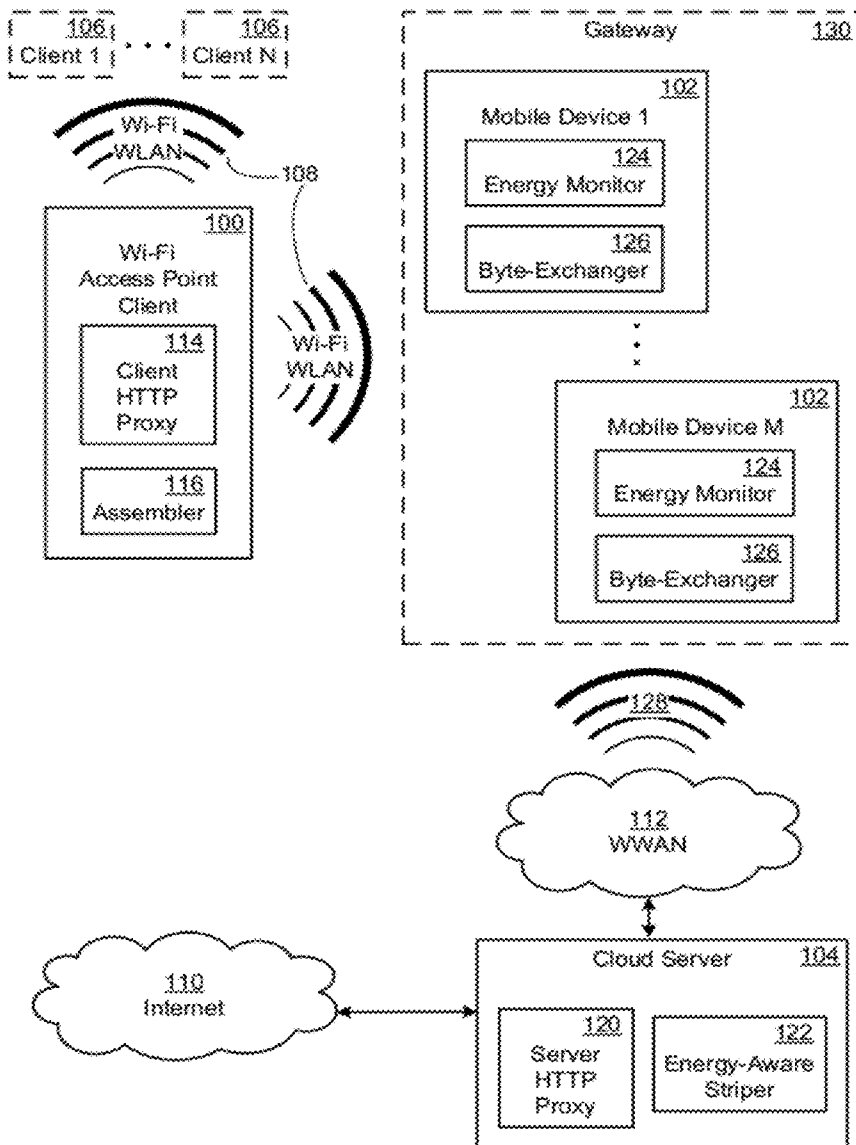 106
Client 1
106
Client N
Wi-Fi
WLAN
108
100
Wi-Fi
Access Point
Client
114
Client
HTTP
Proxy
116
Assembler
Wi-Fi
WLAN
Gateway
130
102
Mobile Device 1
124
Energy Monitor
126
Byte-Exchanger
102
Mobile Device M
124
Energy Monitor
126
Byte-Exchanger
128
112
WWAN
110
Internet
Cloud Server
104
120
Server
HTTP
Proxy
122
Energy-Aware
Striper